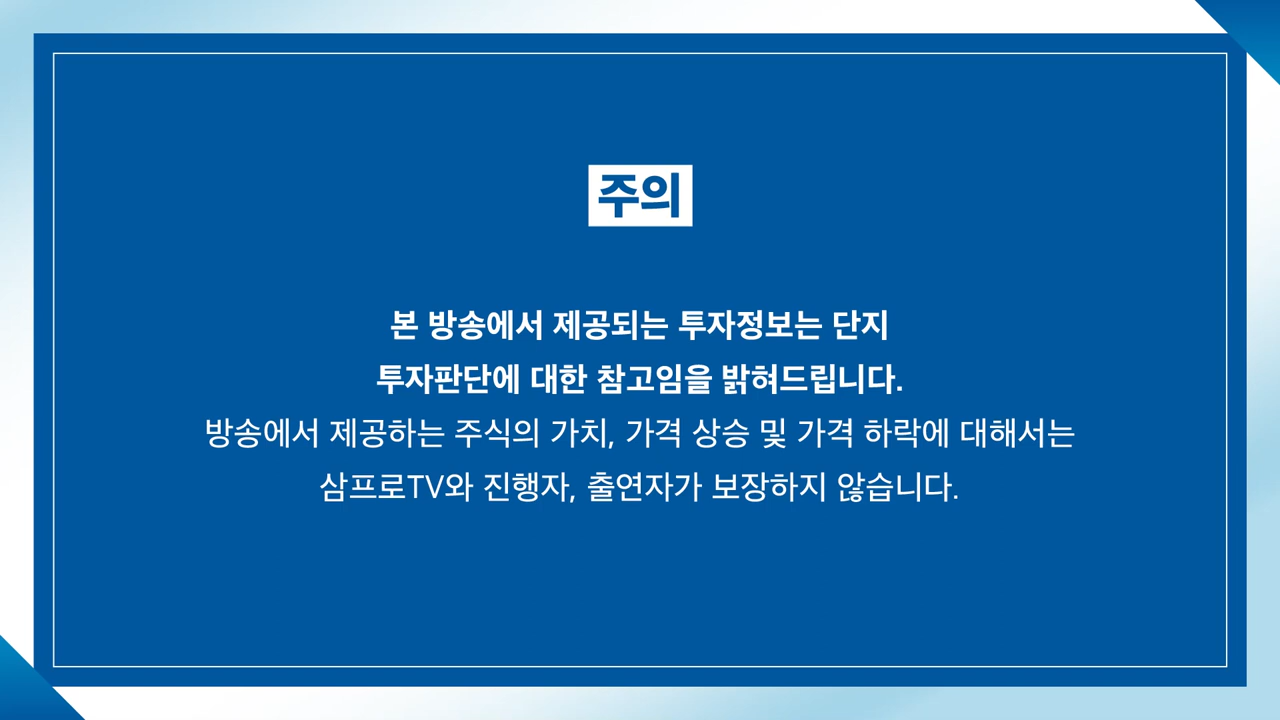 주의
본 방송에서 제공되는 투자정보는 단지
투자판단에 대한 참고임을 밝혀드립니다.
방송에서 제공하는 주식의 가치, 가격 상승 및 가격 하락에 대해서는
삼프로TV와 진행자, 출연자가 보장하지 않습니다.